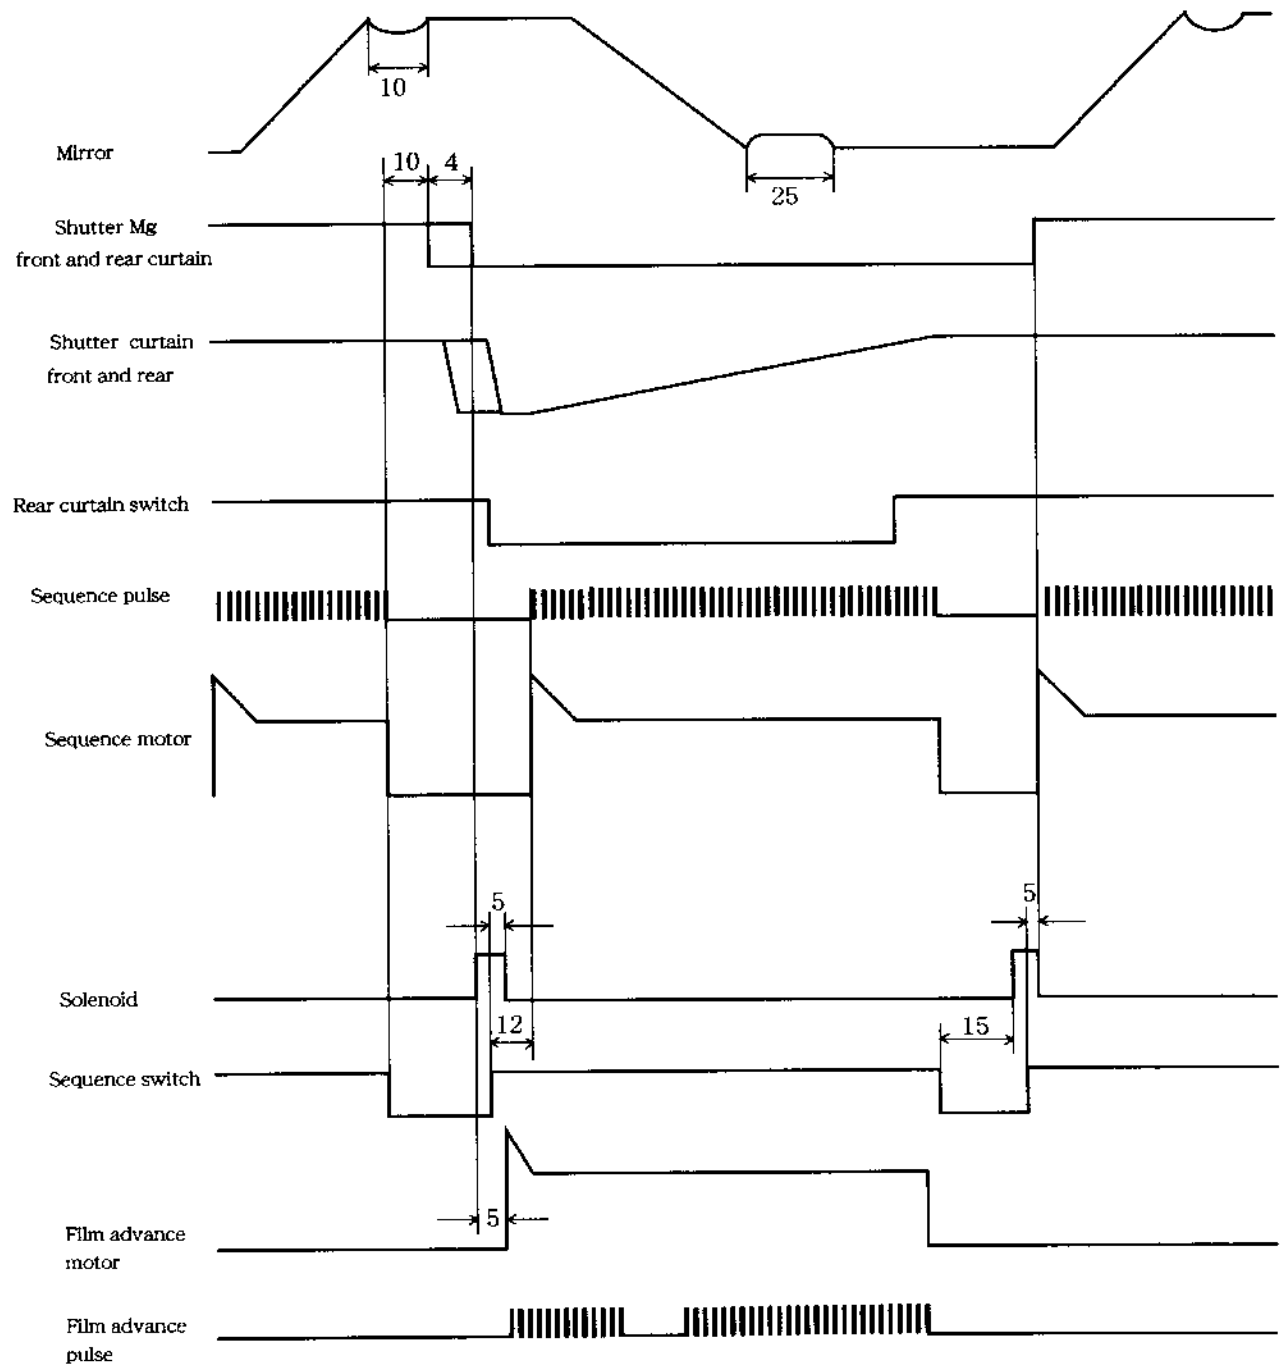 10
Mirror
10
4
25
Shutter Mg
front and rear curtain
Shutter curtain
front and rear
Rear curtain switch
Sequence pulse
Sequence motor
5
5
Solenoid
12
15
Sequence switch
5
Film advance
motor
Film advance
pulse